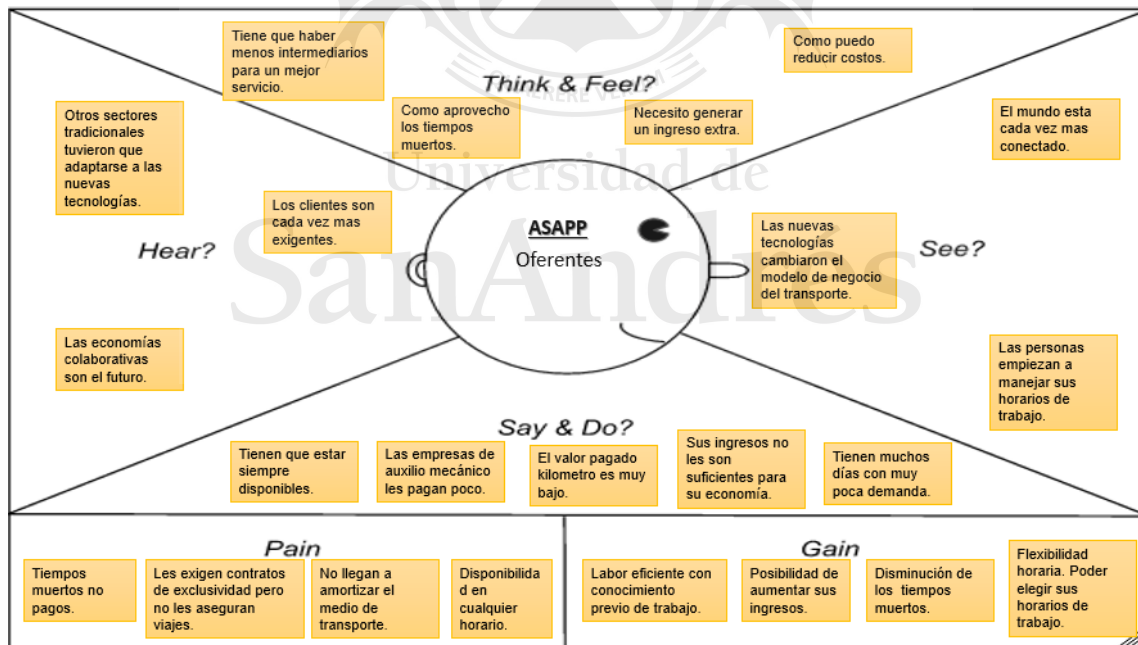 Tiene que haber
menos intermediarios
para un mejor
servicio.
Como puedo
reducir costos.
Think & Feel?
Como aprovecho
los tiempos
muertos.
Necesito generar
un ingreso extra.
Otros sectores
tradicionales
tuvieron que
adaptarse a las
nuevas
tecnologías.
El mundo esta
cada vez mas
conectado.
Universidad de
SanAndrés
Los clientes son
cada vez mas
exigentes.
Hear?
ASAPP
Oferentes
Las nuevas
tecnologías
cambiaron el
modelo de negocio
del transporte.
See?
Las economías
colaborativas
son el futuro.
Las personas
empiezan a
manejar sus
horarios de
trabajo.
Say & Do?
Tienen que estar
siempre
disponibles.
Las empresas de
auxilio mecánico
les pagan poco.
El valor pagado
kilometro es muy
bajo.
Sus ingresos no
les son
suficientes para
su economía.
Tienen muchos
días con muy
poca demanda.
Pain
Tiempos
muertos no
pagos.
Les exigen contratos
de exclusividad pero
no les aseguran
viajes.
No llegan a
amortizar el
medio de
transporte.
Disponibilida
d en
cualquier
horario.
Gain
Labor eficiente con
conocimiento
previo de trabajo.
Posibilidad de
aumentar sus
ingresos.
Disminución de
los tiempos
muertos.
Flexibilidad
horaria. Poder
elegir sus
horarios de
trabajo.